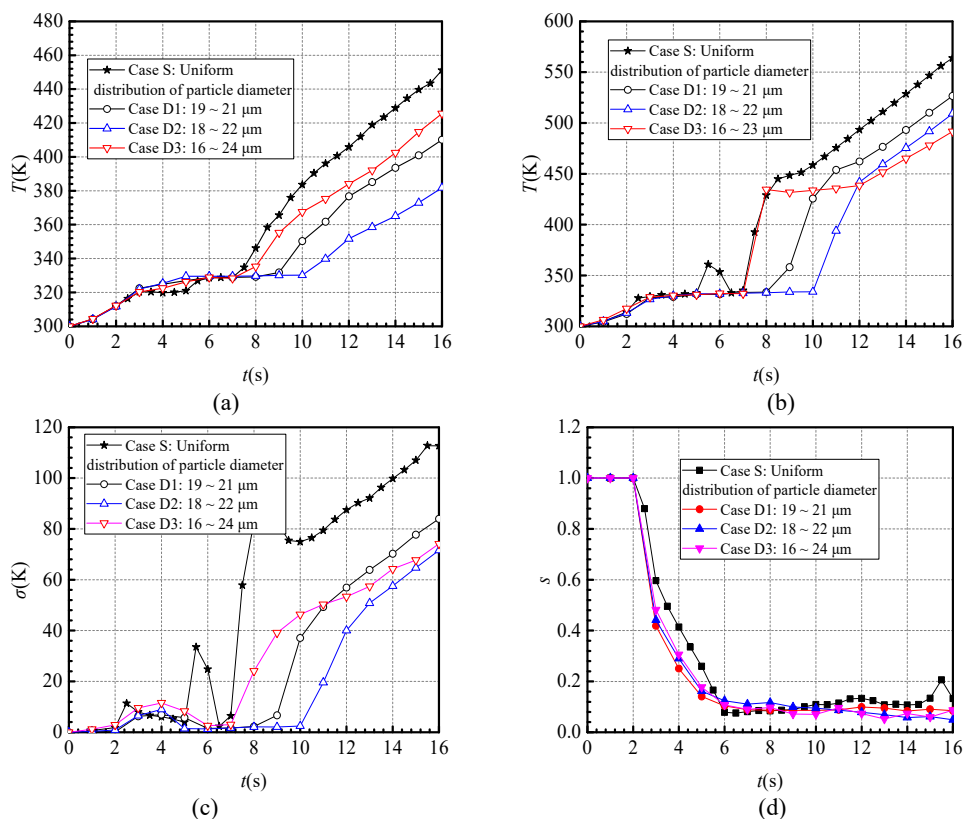 480
460
440
420
400
380
360
340
320
300
T(K)
Case S: Uniform
distribution of particle diameter
Case D1: 19 ~ 21 μm
Case D2: 18 ~ 22 μm
Case D3: 16 ~ 24 μm
0 2 4 6 8 10 12 14 16
t(s)
(a)
600
550
500
450
400
350
300
T(K)
Case S: Uniform
distribution of particle diameter
Case D1: 19 ~ 21 μm
Case D2: 18 ~ 22 μm
Case D3: 16 ~ 23 μm
0 2 4 6 8 10 12 14 16
t(s)
(b)
120
100
80
60
40
20
0
σ(K)
Case S: Uniform
distribution of particle diameter
Case D1: 19 ~ 21 μm
Case D2: 18 ~ 22 μm
Case D3: 16 ~ 24 μm
0 2 4 6 8 10 12 14 16
t(s)
(c)
1.2
1.0
0.8
0.6
0.4
0.2
0.0
s
Case S: Uniform
distribution of particle diameter
Case D1: 19 ~ 21 μm
Case D2: 18 ~ 22 μm
Case D3: 16 ~ 24 μm
0 2 4 6 8 10 12 14 16
t(s)
(d)